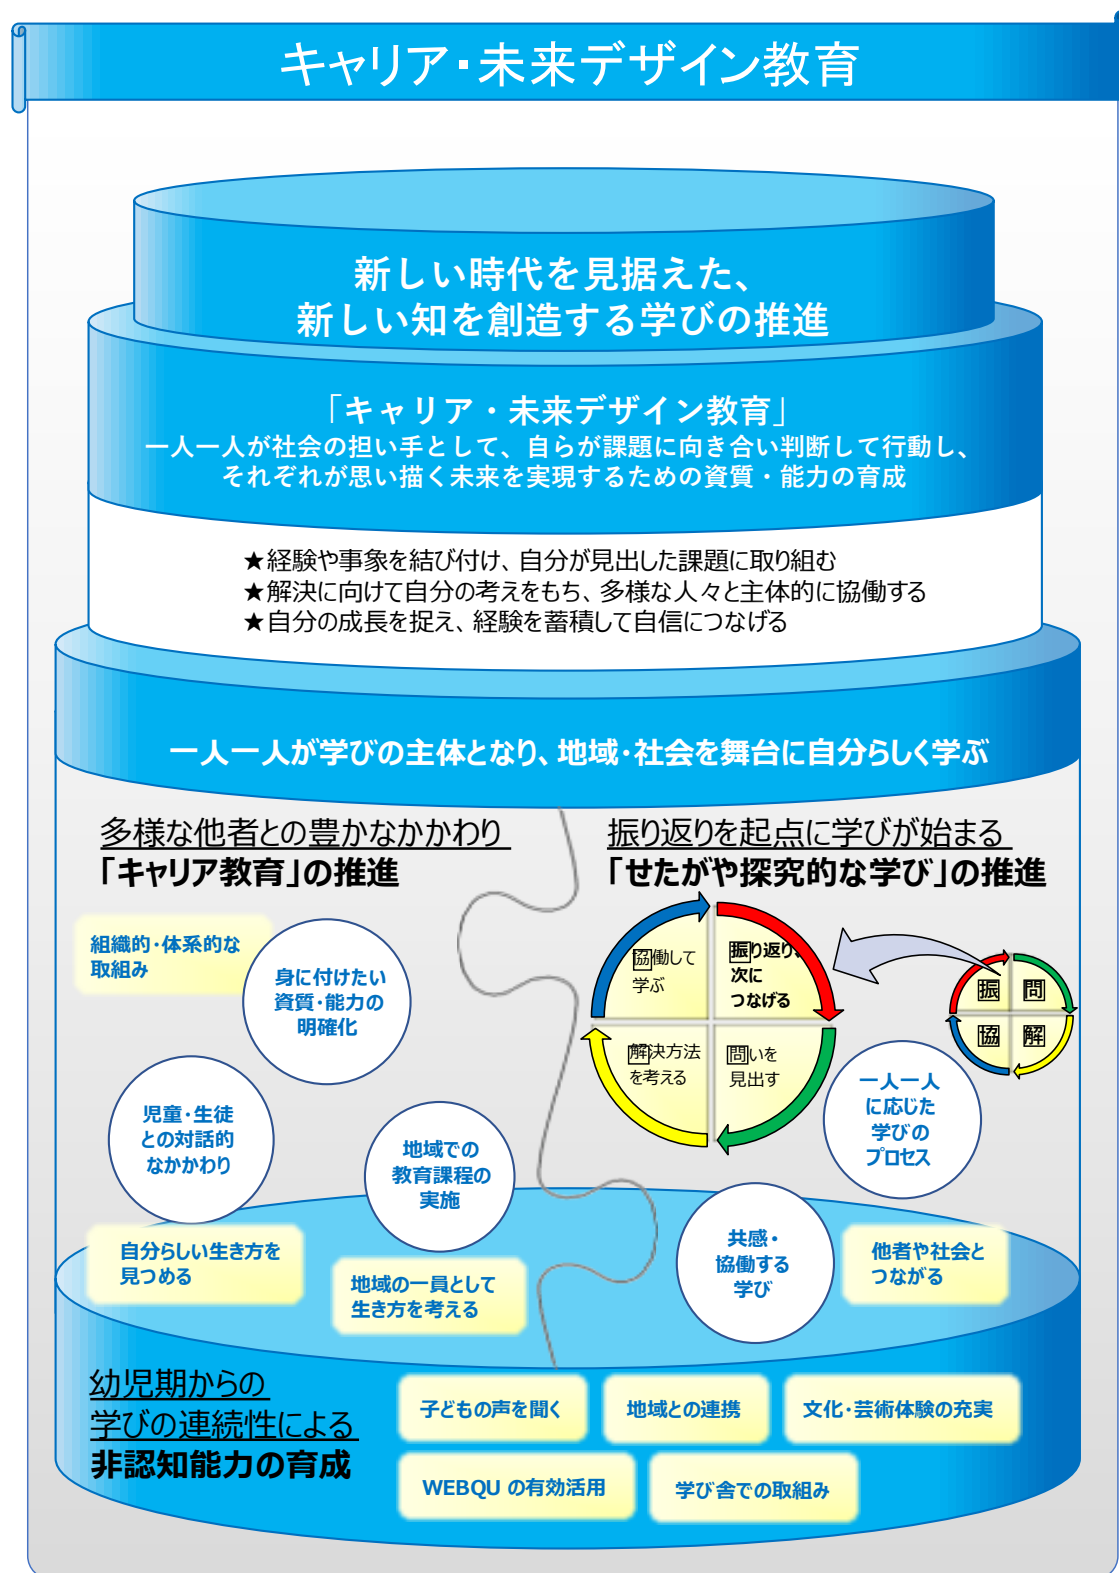 キャリア・未来デザイン教育
新しい時代を見据えた、
新しい知を創造する学びの推進
「キャリア・未来デザイン教育」
一人一人が社会の担い手として、自らが課題に向き合い判断して行動し、
それぞれが思い描く未来を実現するための資質・能力の育成
★経験や事象を結び付け、自分が見出した課題に取り組む
★解決に向けて自分の考えをもち、多様な人々と主体的に協働する
★自分の成長を捉え、経験を蓄積して自信につなげる
一人一人が学びの主体となり、地域・社会を舞台に自分らしく学ぶ
多様な他者との豊かなかかわり
「キャリア教育」の推進
組織的・体系的な
取組み
身に付けたい
資質・能力の
明確化
児童・生徒
との対話的
なかかわり
地域での
教育課程の
実施
自分らしい生き方を
見つめる
地域の一員として
生き方を考える
振り返りを起点に学びが始まる
「せたがや探究的な学び」の推進
協働して
学ぶ
振り返り、
次に
つなげる
解決方法
を考える
問いを
見出す
振 問
協 解
一人一人
に応じた
学びの
プロセス
共感・
協働する
学び
他者や社会と
つながる
幼児期からの
学びの連続性による
非認知能力の育成
子どもの声を聞く
地域との連携
文化・芸術体験の充実
WEBQU の有効活用
学び舎での取組み